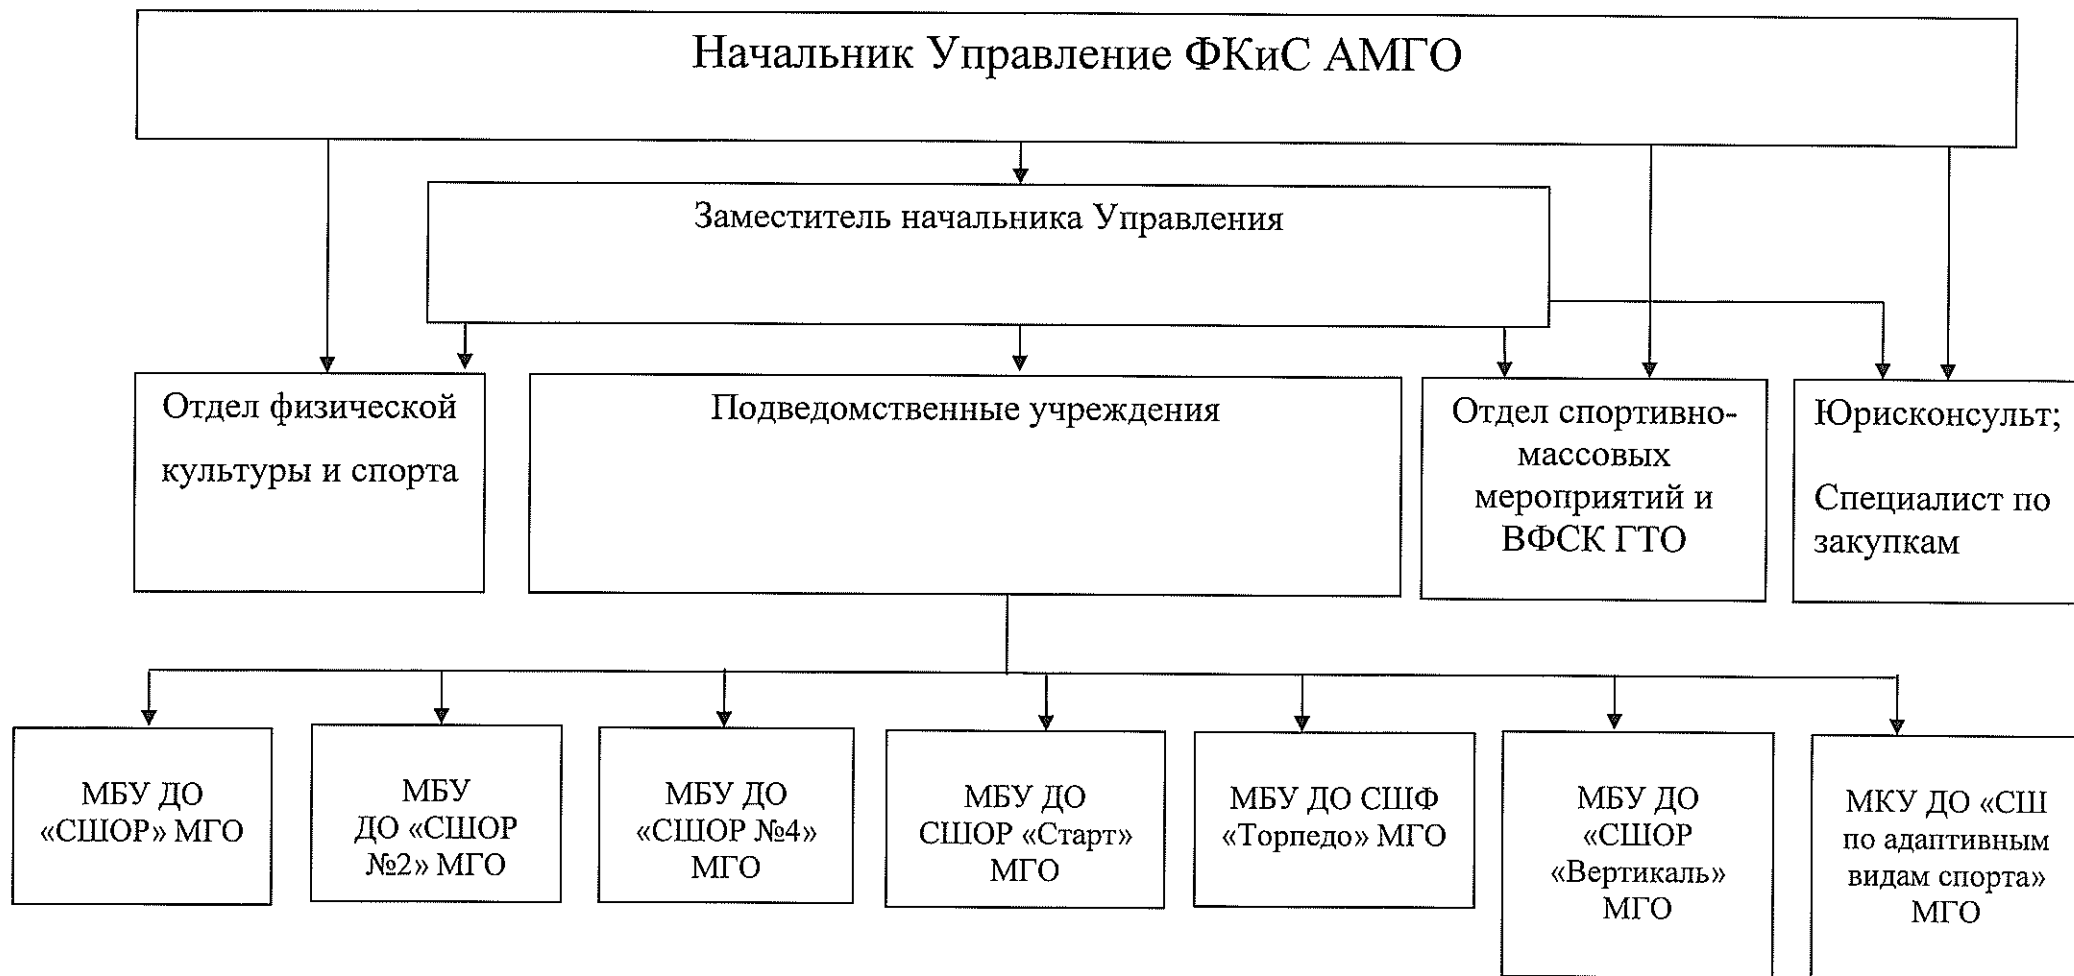 Начальник Управление ФКиС АМГО
Заместитель начальника Управления
Отдел физической
культуры и спорта
Подведомственные учреждения
Отдел спортивно-
массовых
мероприятий и
ВФСК ГТО
Юрисконсульт;
Специалист по
закупкам
МБУ ДО
«СШОР» МГО
МБУ
ДО «СШОР
№2» МГО
МБУ ДО
«СШОР №4»
МГО
МБУ ДО
СШОР «Старт»
МГО
МБУ ДО СШФ
«Торпедо» МГО
МБУ ДО
«СШОР
«Вертикаль»
МГО
МКУ ДО «СШ
по адаптивным
видам спорта»
МГО